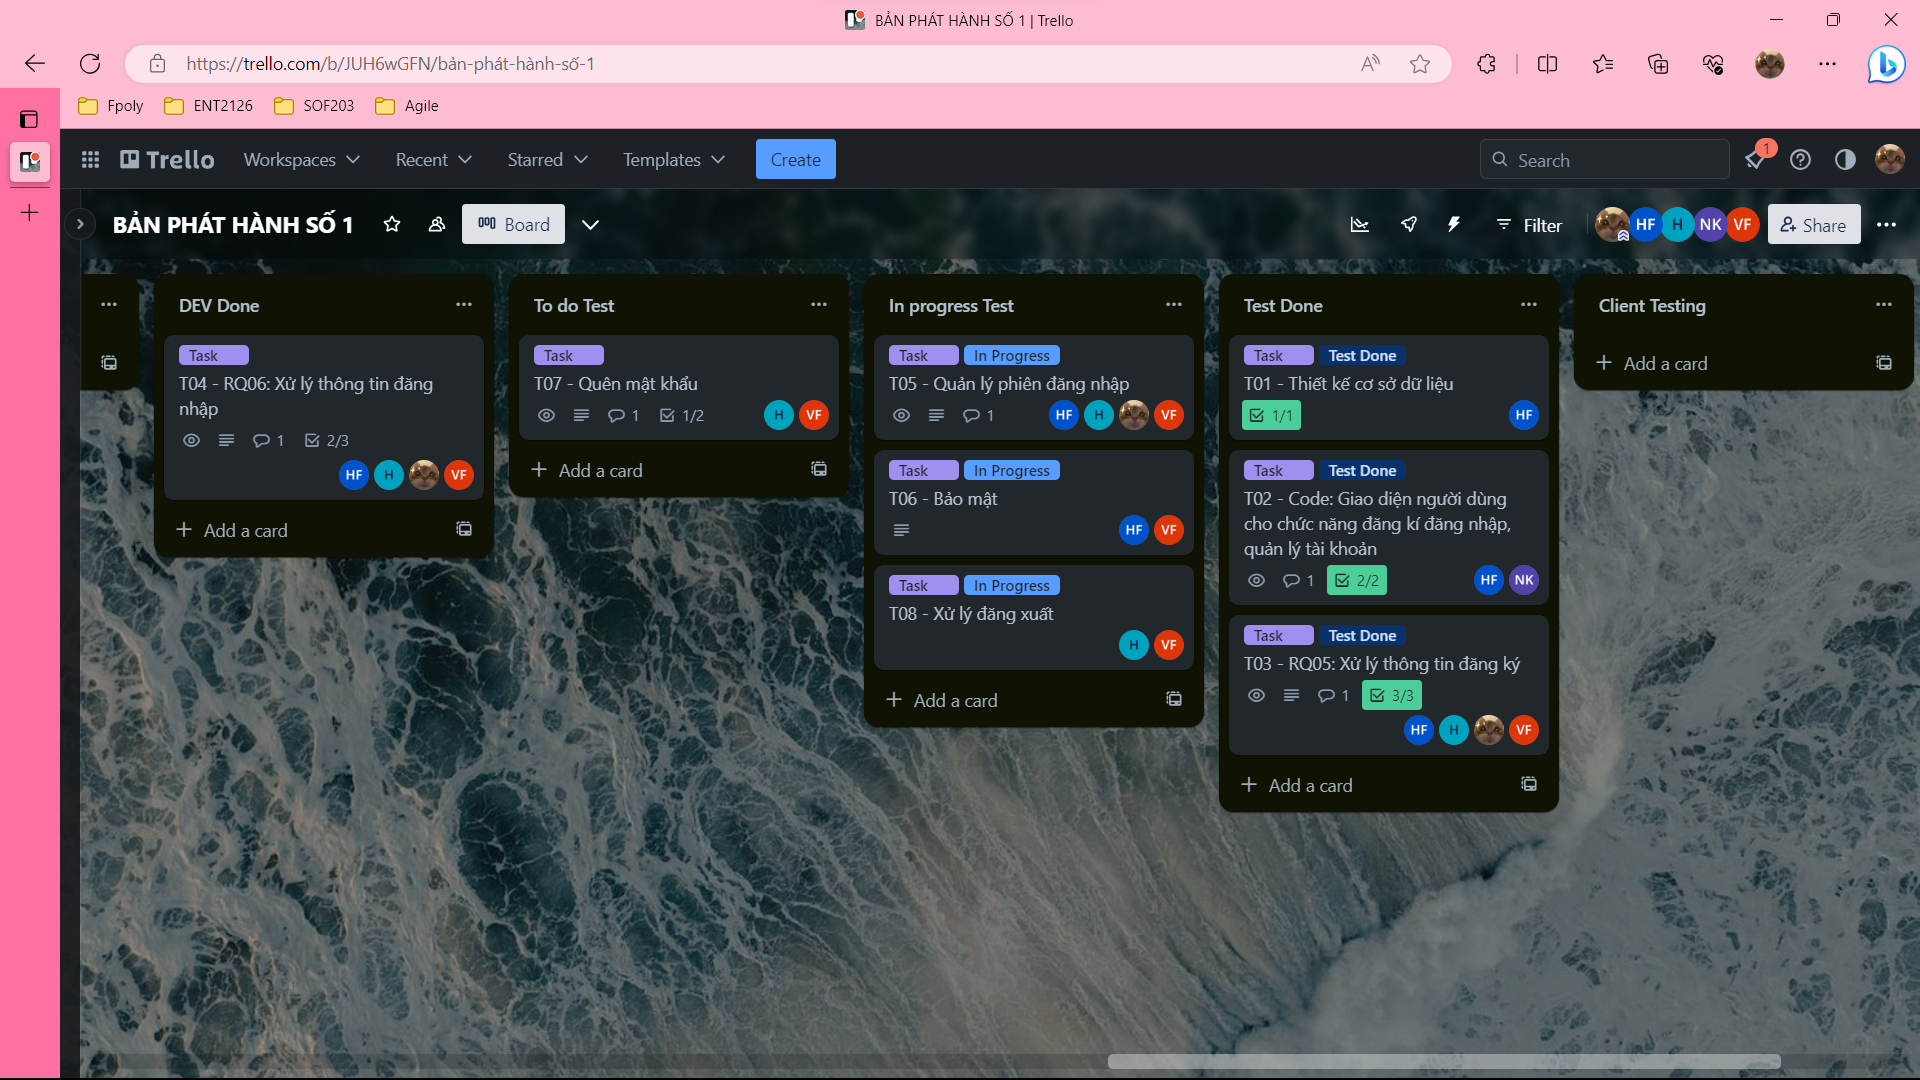 BẢN PHÁT HÀNH SỐ 1 | Trello
https://trello.com/b/JUH6wGFN/bản-phát-hành-số-1
Fpoly
ENT2126
SOF203
Agile
Trello
Workspaces
Recent
Starred
Templates
Create
Search
1
BẢN PHÁT HÀNH SỐ 1
Board
Filter
HF
H
NK
VF
Share
DEV Done
Task
T04 - RQ06: Xử lý thông tin đăng
nhập
1
2/3
HF
H
VF
Add a card
To do Test
Task
T07 - Quên mật khẩu
1
1/2
H
VF
Add a card
In progress Test
Task
In Progress
T05 - Quản lý phiên đăng nhập
1
HF
H
VF
Task
In Progress
T06 - Bảo mật
HF
VF
Task
In Progress
T08 - Xử lý đăng xuất
H
VF
Add a card
Test Done
Task
Test Done
T01 - Thiết kế cơ sở dữ liệu
1/1
HF
Task
Test Done
T02 - Code: Giao diện người dùng
cho chức năng đăng kí đăng nhập,
quản lý tài khoản
1
2/2
HF
NK
Task
Test Done
T03 - RQ05: Xử lý thông tin đăng ký
1
3/3
HF
H
VF
Add a card
Client Testing
Add a card